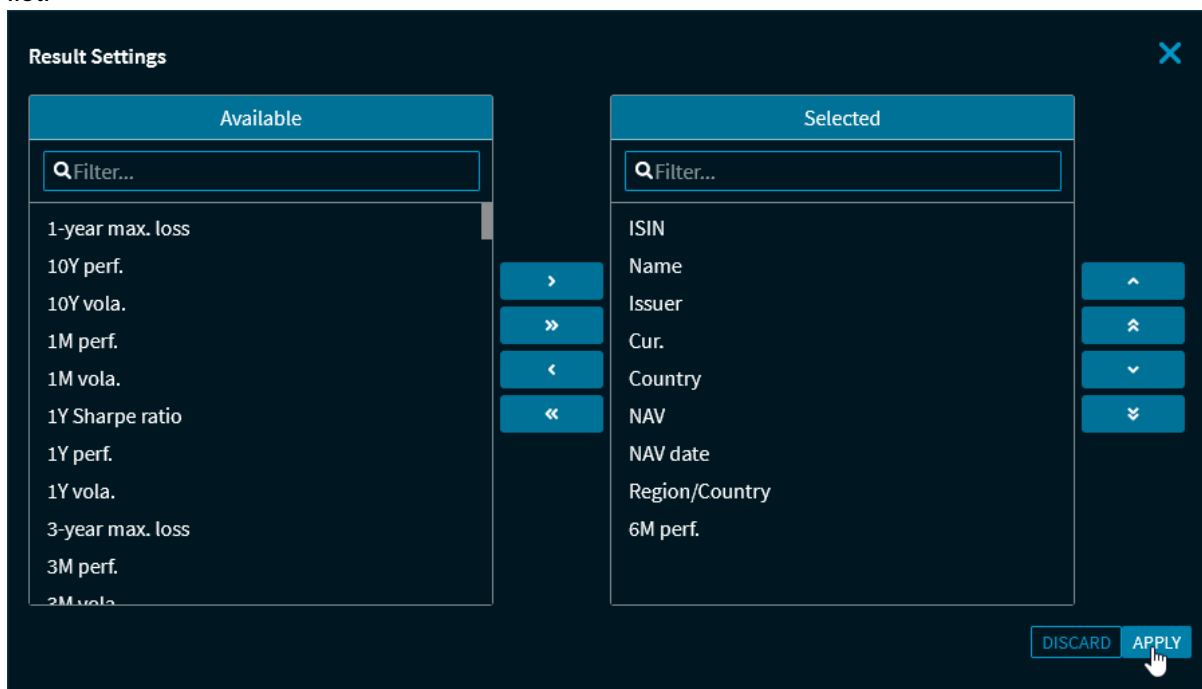 Result Settings
Available
Filter...
1-year max. loss
10Y perf.
10Y vola.
1M perf.
1M vola.
1Y Sharpe ratio
1Y perf.
1Y vola.
3-year max. loss
3M perf.
3M vola.
Selected
Filter...
ISIN
Name
Issuer
Cur.
Country
NAV
NAV date
Region/Country
6M perf.
DISCARD APPLY